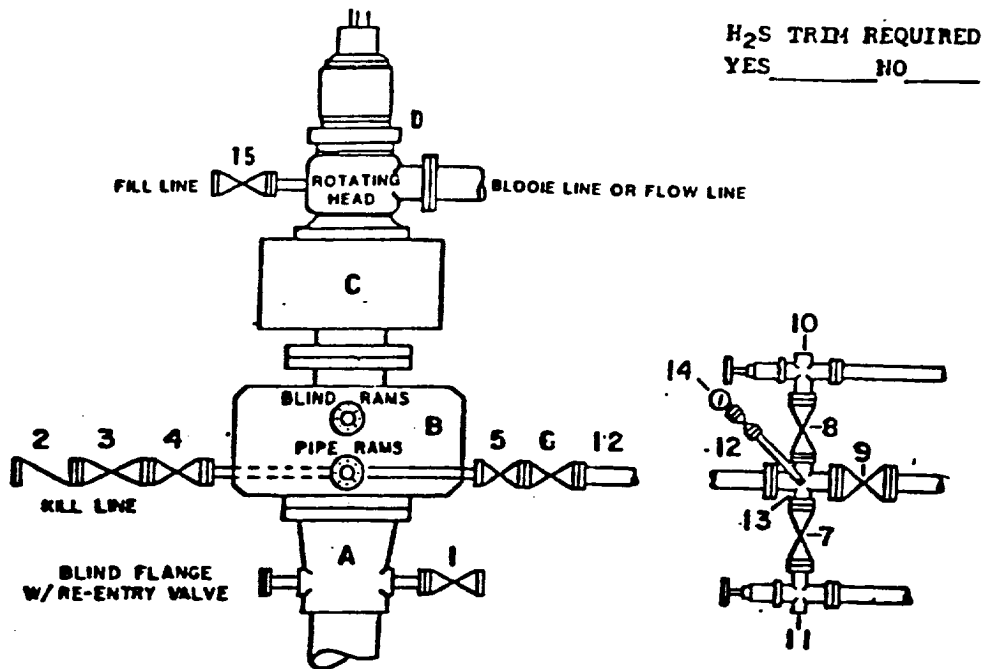 H2S TRIM REQUIRED
YES________NO________
D
15
FILL LINE
ROTATING
HEAD
BLOOIE LINE OR FLOW LINE
C
10
14
BLIND RAMS
B
8
2
3
4
PIPE RAMS
5
6
12
12
9
KILL LINE
13
7
A
1
BLIND FLANGE
W/RE-ENTRY VALVE
11